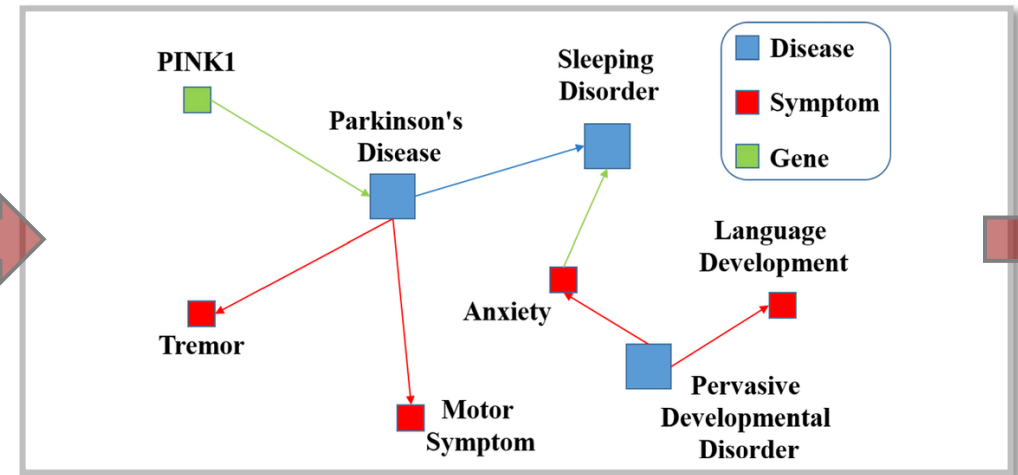 PINK1
Parkinson's
Disease
Sleeping
Disorder
Disease
Symptom
Gene
Language
Development
Anxiety
Tremor
Motor
Symptom
Pervasive
Developmental
Disorder